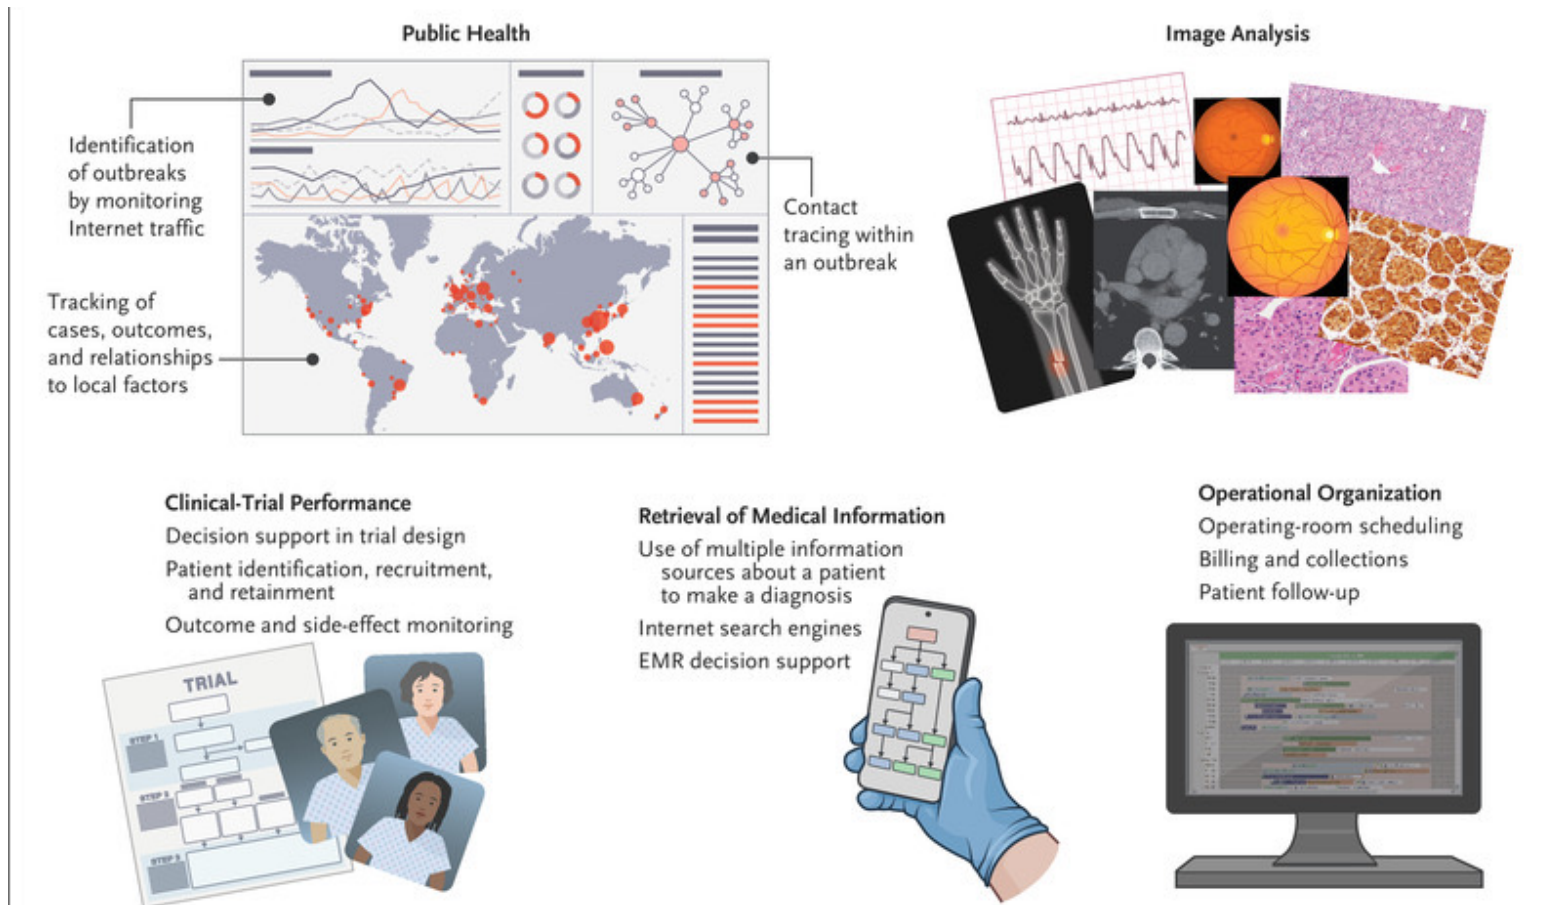 Public Health
Identification
of outbreaks
by monitoring
Internet traffic
Tracking of
cases, outcomes,
and relationships
to local factors
Contact
tracing within
an outbreak
Image Analysis
Clinical-Trial Performance
Decision support in trial design
Patient identification, recruitment,
and retainment
Outcome and side-effect monitoring
TRIAL
STEP 1
STEP 2
STEP 3
Retrieval of Medical Information
Use of multiple information
sources about a patient
to make a diagnosis
Internet search engines
EMR decision support
Operational Organization
Operating-room scheduling
Billing and collections
Patient follow-up